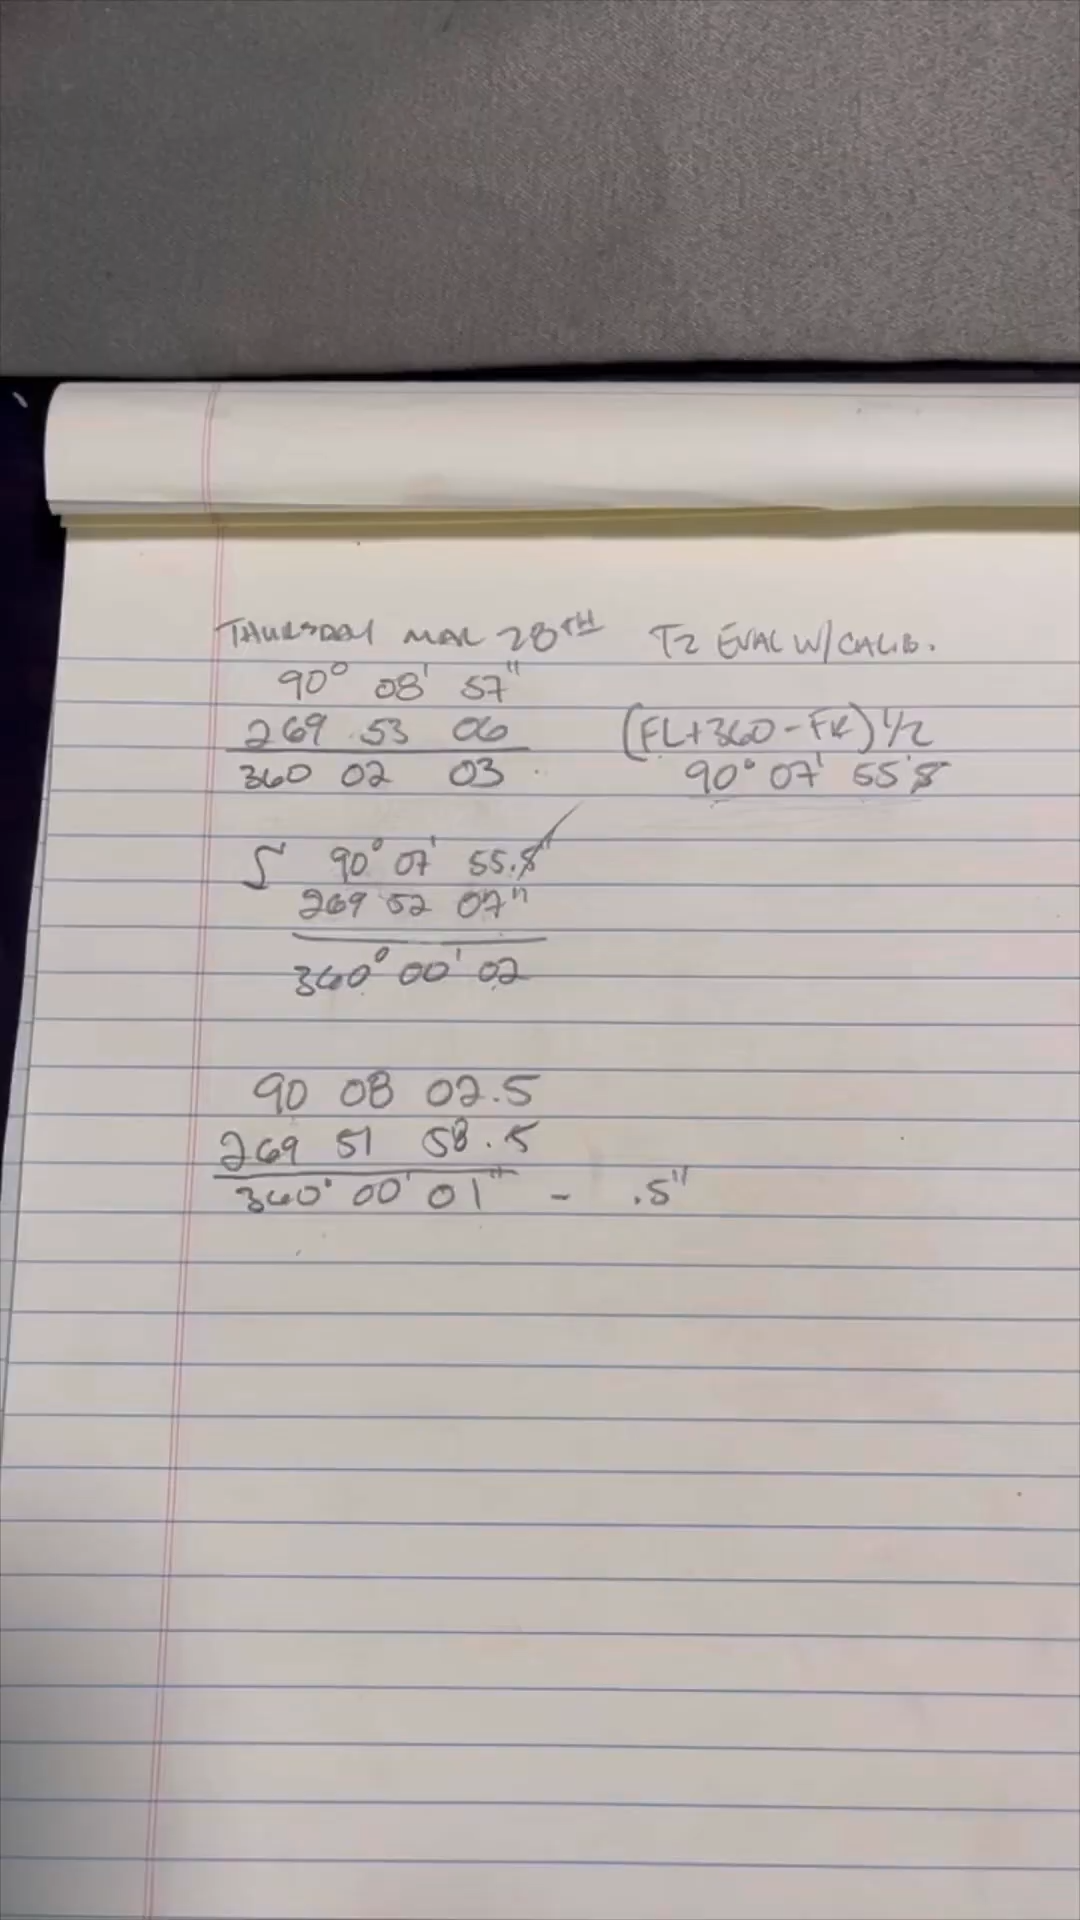 THURSDAY MAR 28TH T2 EVAL W/CALIB.
90° 08' 57"
269 53 06 (FL+360-FR) 1/2
360 02 03 90° 07' 55.5
90° 07' 55.5"
269 52 07"
360° 00' 02
90 08 02.5
269 51 58.5
360° 00' 01" - .5"